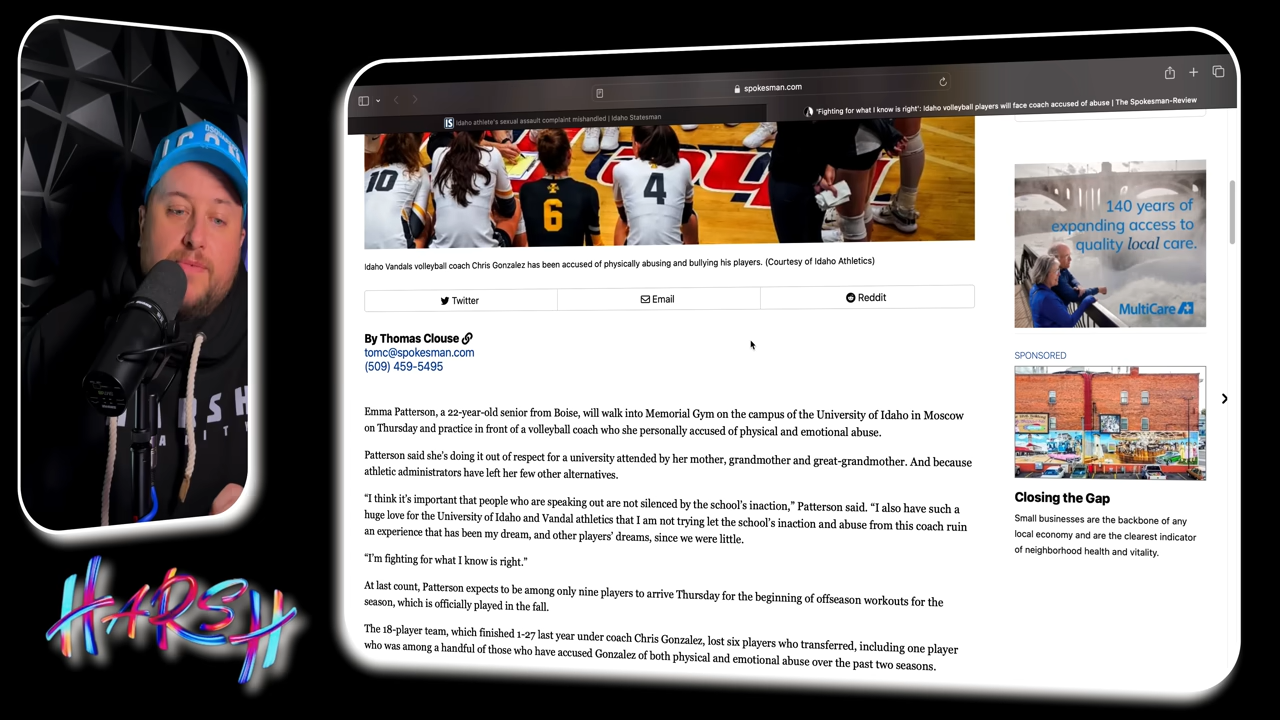 spokesman.com
Idaho athlete's sexual assault complaint mishandled | Idaho Statesman
'Fighting for what I know is right': Idaho volleyball players will face coach accused of abuse | The Spokesman-Review
10
6
4
Idaho Vandals volleyball coach Chris Gonzalez has been accused of physically abusing and bullying his players. (Courtesy of Idaho Athletics)
Twitter
Email
Reddit
By Thomas Clouse
tomc@spokesman.com
(509) 459-5495
Emma Patterson, a 22-year-old senior from Boise, will walk into Memorial Gym on the campus of the University of Idaho in Moscow
on Thursday and practice in front of a volleyball coach who she personally accused of physical and emotional abuse.
Patterson said she's doing it out of respect for a university attended by her mother, grandmother and great-grandmother. And because
athletic administrators have left her few other alternatives.
“I think it's important that people who are speaking out are not silenced by the school's inaction,” Patterson said. “I also have such a
huge love for the University of Idaho and Vandal athletics that I am not trying let the school's inaction and abuse from this coach ruin
an experience that has been my dream, and other players' dreams, since we were little.
“I'm fighting for what I know is right.”
At last count, Patterson expects to be among only nine players to arrive Thursday for the beginning of offseason workouts for the
season, which is officially played in the fall.
The 18-player team, which finished 1-27 last year under coach Chris Gonzalez, lost six players who transferred, including one player
who was among a handful of those who have accused Gonzalez of both physical and emotional abuse over the past two seasons.
140 years of
expanding access to
quality local care.
MultiCare
SPONSORED
Closing the Gap
Small businesses are the backbone of any
local economy and are the clearest indicator
of neighborhood health and vitality.
HARSH